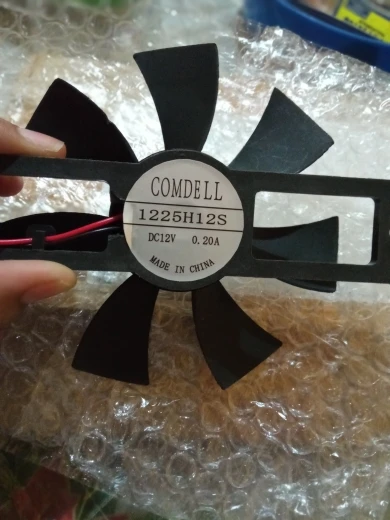 COMDELL
1225H12S
DC12V 0.20A
MADE IN CHINA